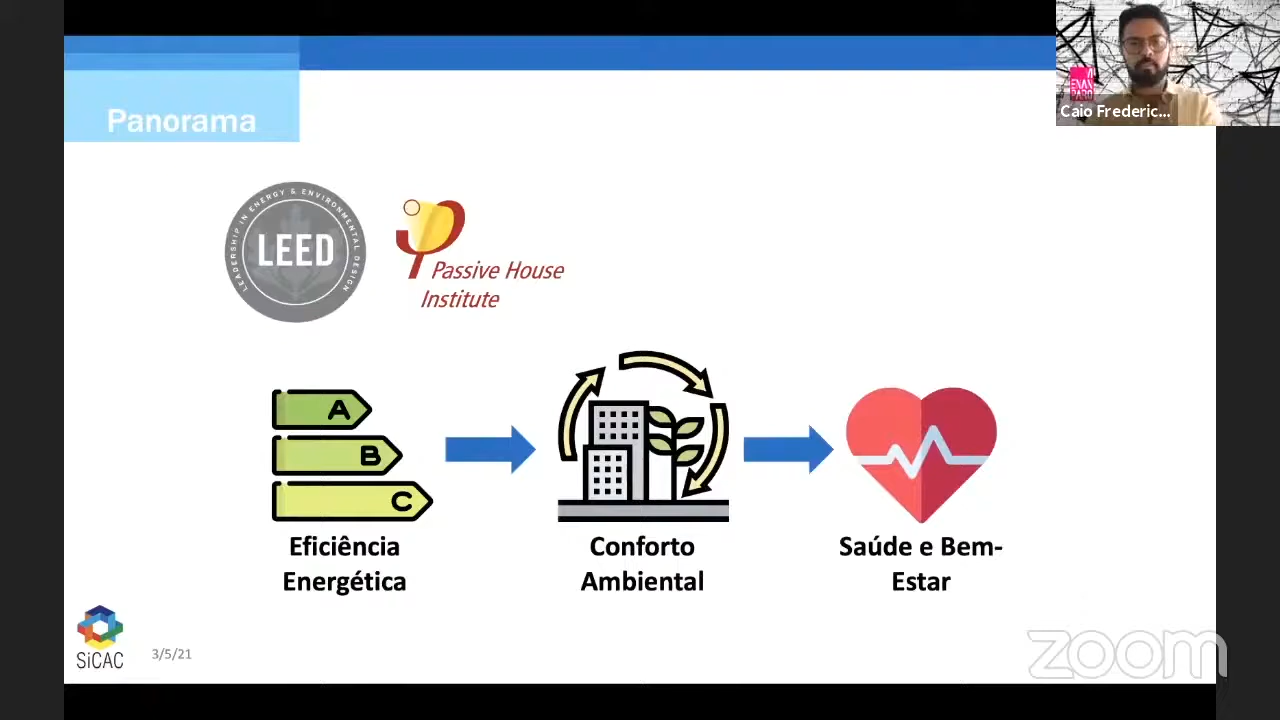 Panorama
Caio Frederic...
LEADERSHIP IN ENERGY & ENVIRONMENTAL DESIGN
LEED
Passive House
Institute
A
B
C
Eficiência
Energética
Conforto
Ambiental
Saúde e Bem-
Estar
SiCAC
3/5/21
zoom